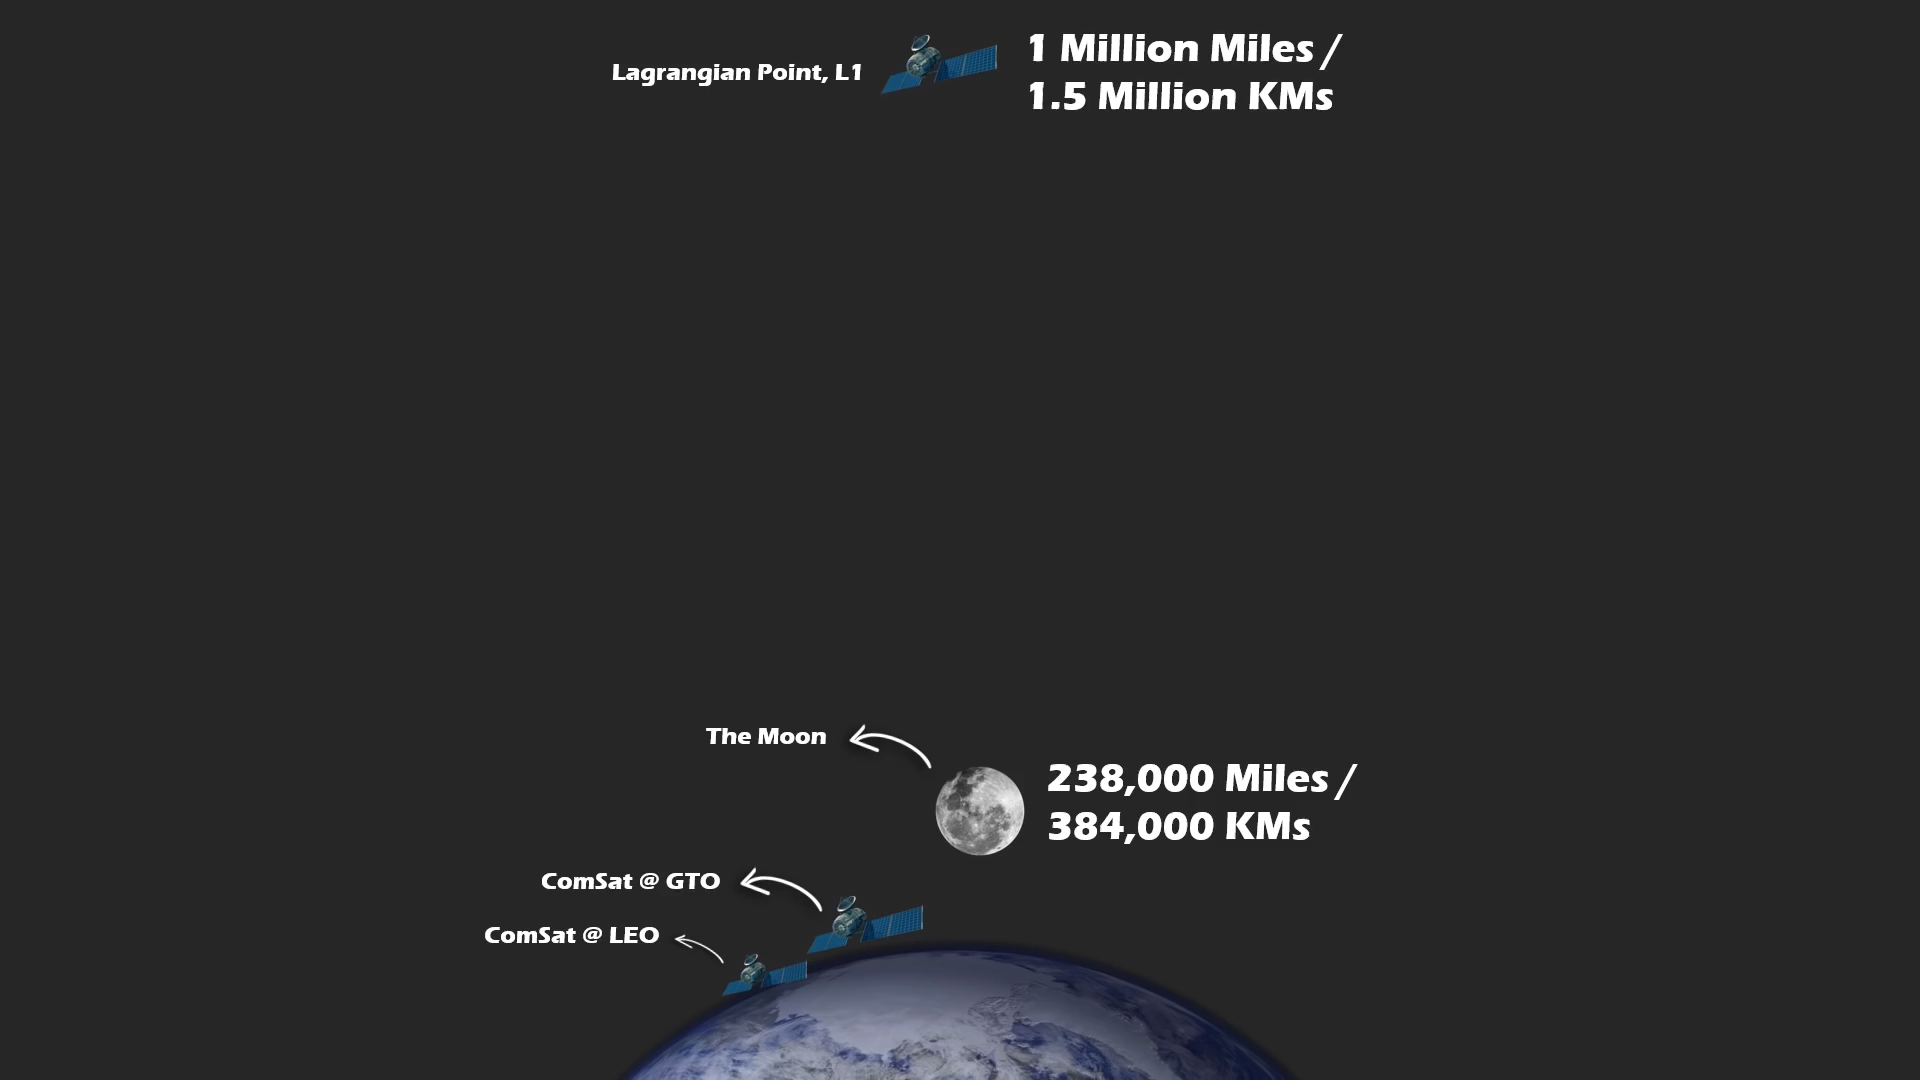 Lagrangian Point, L1
1 Million Miles /
1.5 Million KMs
The Moon
238,000 Miles /
384,000 KMs
ComSat @ GTO
ComSat @ LEO